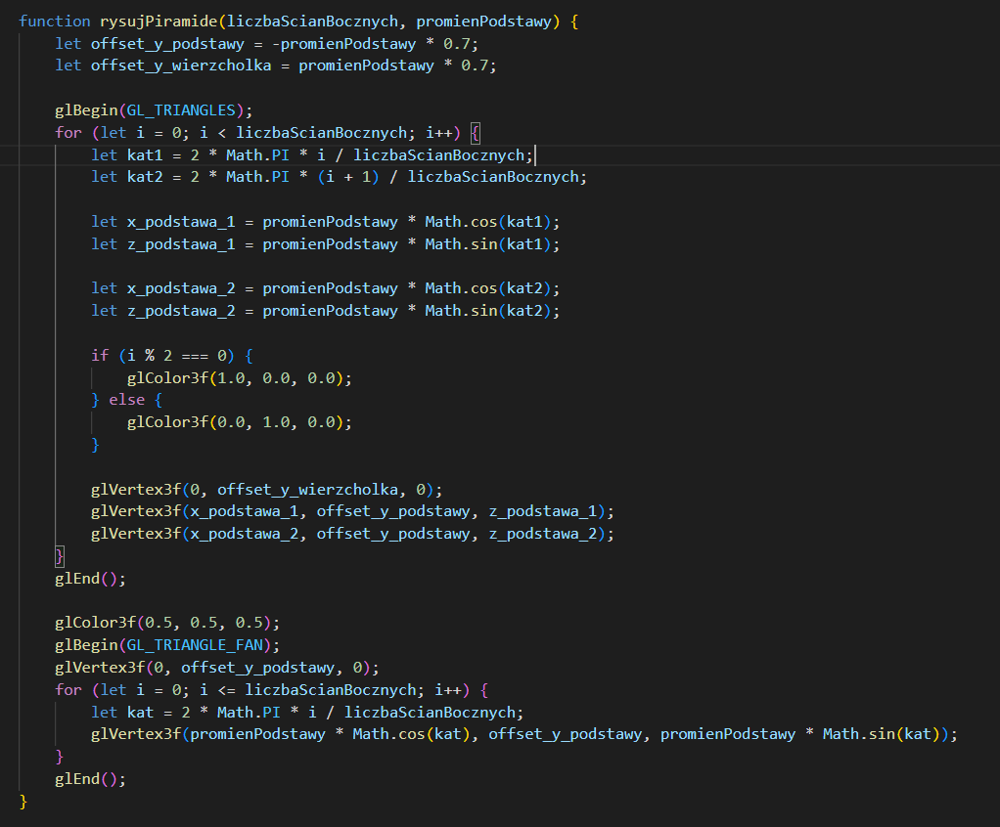 function rysujPiramide(liczbaScianBocznych, promienPodstawy) {
    let offset_y_podstawy = -promienPodstawy * 0.7;
    let offset_y_wierzcholka = promienPodstawy * 0.7;

    glBegin(GL_TRIANGLES);
    for (let i = 0; i < liczbaScianBocznych; i++) {
        let kat1 = 2 * Math.PI * i / liczbaScianBocznych;
        let kat2 = 2 * Math.PI * (i + 1) / liczbaScianBocznych;

        let x_podstawa_1 = promienPodstawy * Math.cos(kat1);
        let z_podstawa_1 = promienPodstawy * Math.sin(kat1);

        let x_podstawa_2 = promienPodstawy * Math.cos(kat2);
        let z_podstawa_2 = promienPodstawy * Math.sin(kat2);

        if (i % 2 === 0) {
            glColor3f(1.0, 0.0, 0.0);
        } else {
            glColor3f(0.0, 1.0, 0.0);
        }

        glVertex3f(0, offset_y_wierzcholka, 0);
        glVertex3f(x_podstawa_1, offset_y_podstawy, z_podstawa_1);
        glVertex3f(x_podstawa_2, offset_y_podstawy, z_podstawa_2);
    }
    glEnd();

    glColor3f(0.5, 0.5, 0.5);
    glBegin(GL_TRIANGLE_FAN);
    glVertex3f(0, offset_y_podstawy, 0);
    for (let i = 0; i <= liczbaScianBocznych; i++) {
        let kat = 2 * Math.PI * i / liczbaScianBocznych;
        glVertex3f(promienPodstawy * Math.cos(kat), offset_y_podstawy, promienPodstawy * Math.sin(kat));
    }
    glEnd();
}